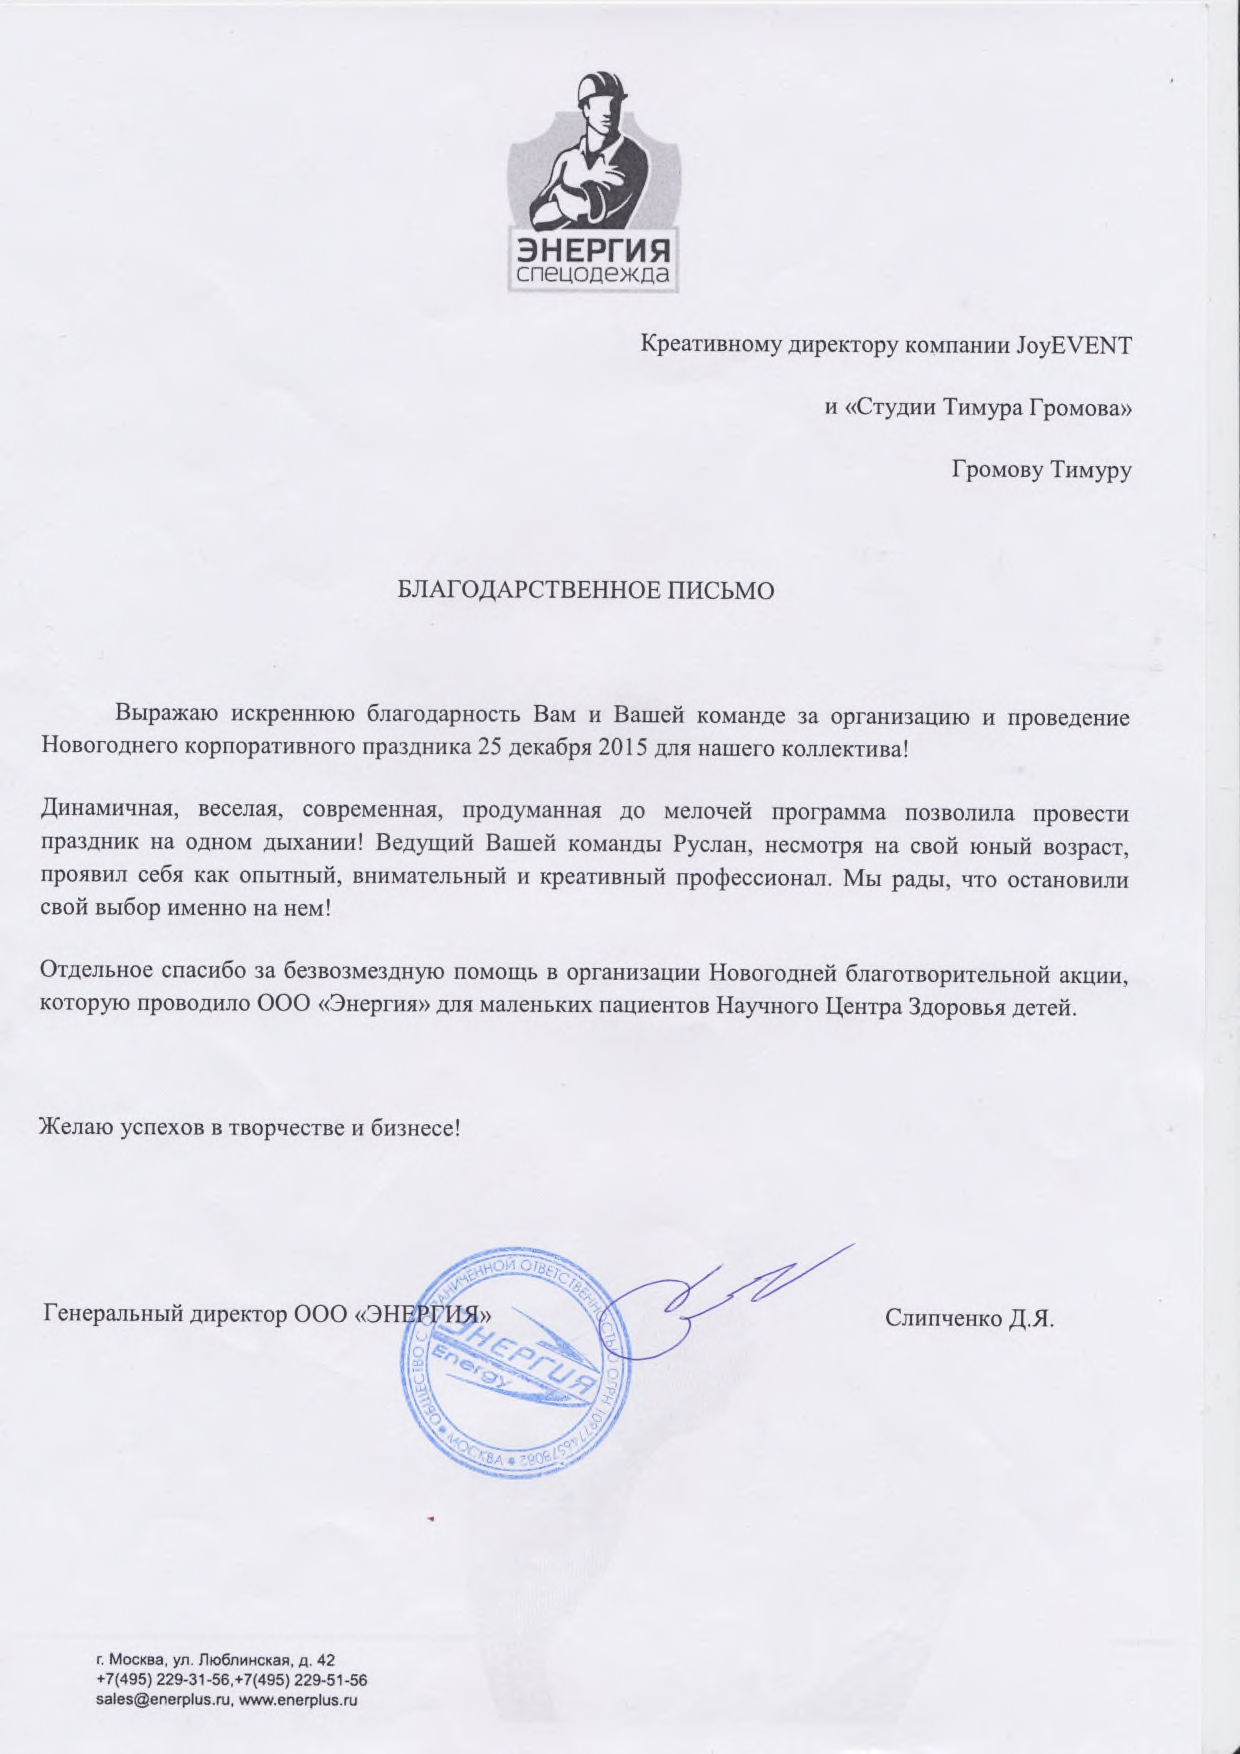 ЭНЕРГИЯ
спецодежда
Креативному директору компании JoyEVENT
и «Студии Тимура Громова»
Громову Тимуру
БЛАГОДАРСТВЕННОЕ ПИСЬМО
Выражаю искреннюю благодарность Вам и Вашей команде за организацию и проведение
Новогоднего корпоративного праздника 25 декабря 2015 для нашего коллектива!
Динамичная, веселая, современная, продуманная до мелочей программа позволила провести
праздник на одном дыхании! Ведущий Вашей команды Руслан, несмотря на свой юный возраст,
проявил себя как опытный, внимательный и креативный профессионал. Мы рады, что остановили
свой выбор именно на нем!
Отдельное спасибо за безвозмездную помощь в организации Новогодней благотворительной акции,
которую проводило ООО «Энергия» для маленьких пациентов Научного Центра Здоровья детей.
Желаю успехов в творчестве и бизнесе!
Генеральный директор ООО «ЭНЕРГИЯ»
Слипченко Д.Я.
ОБЩЕСТВО С ОГРАНИЧЕННОЙ ОТВЕТСТВЕННОСТЬЮ ОГРН 1097746578082
МОСКВА
ЭНЕРГИЯ
Energy
г. Москва, ул. Люблинская, д. 42
+7(495) 229-31-56,+7(495) 229-51-56
sales@enerplus.ru, www.enerplus.ru